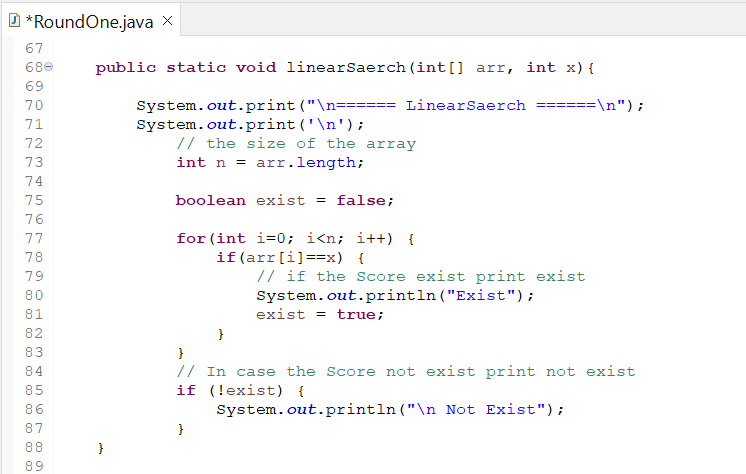 *RoundOne.java
67
68 public static void linearSaerch(int[] arr, int x){
69
70 System.out.print("\n====== LinearSaerch ======\n");
71 System.out.print('\n');
72 // the size of the array
73 int n = arr.length;
74
75 boolean exist = false;
76
77 for(int i=0; i<n; i++) {
78 if(arr[i]==x) {
79 // if the Score exist print exist
80 System.out.println("Exist");
81 exist = true;
82 }
83 }
84 // In case the Score not exist print not exist
85 if (!exist) {
86 System.out.println("\n Not Exist");
87 }
88 }
89